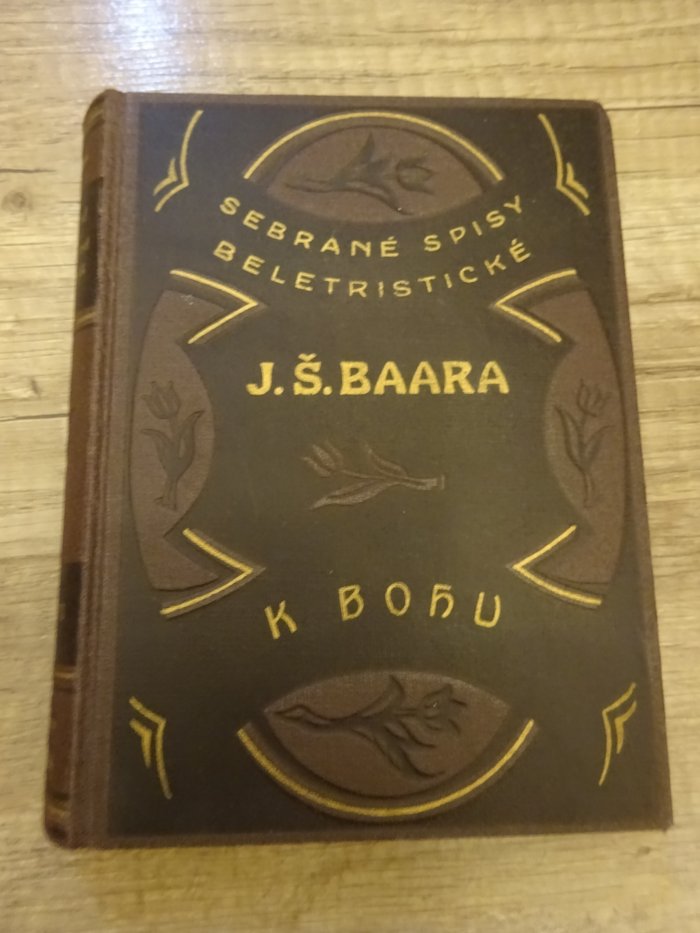 SEBRANÉ SPISY
BELETRISTICKÉ
J.Š.BAARA
K BOHU